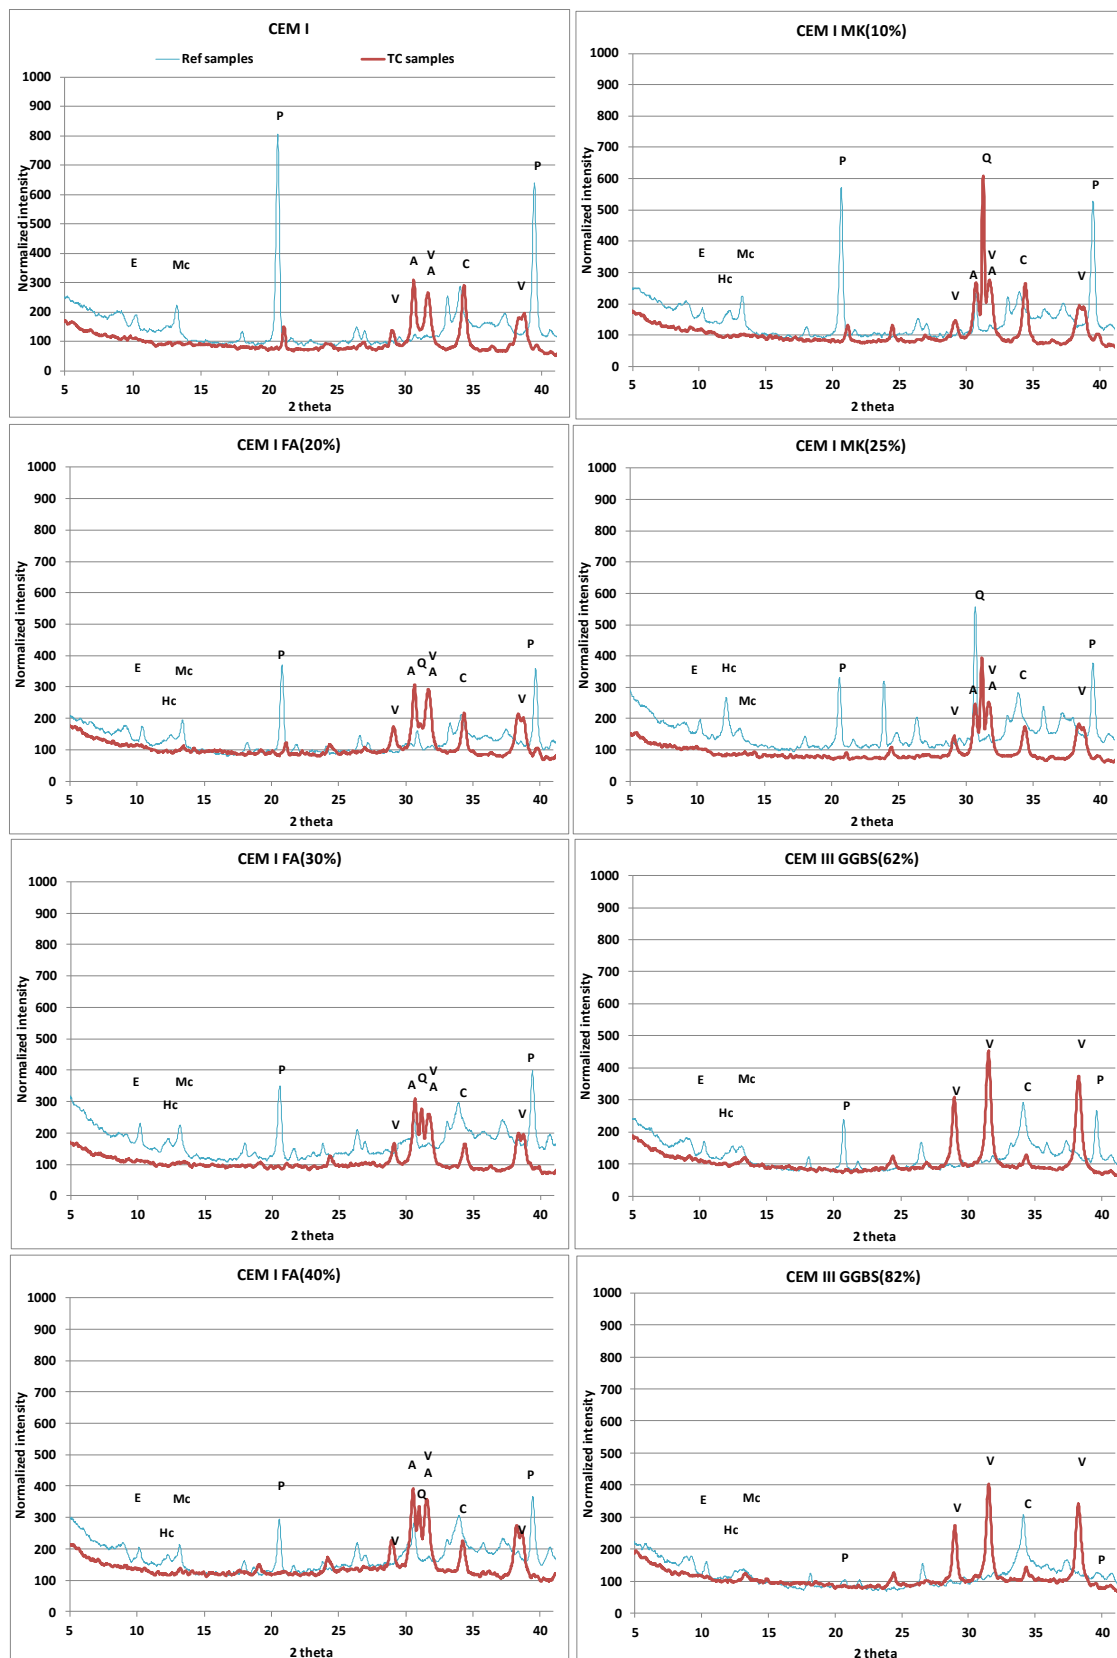 CEM I
Ref samples TC samples
Normalized intensity
1000
900
800
700
600
500
400
300
200
100
0
P
P
E
Mc
V
A
V
A
C
V
5 10 15 20 25 30 35 40
2 theta
CEM I MK(10%)
Normalized intensity
1000
900
800
700
600
500
400
300
200
100
0
P
Q
P
E
Mc
Hc
V
A
V
A
C
V
5 10 15 20 25 30 35 40
2 theta
CEM I FA(20%)
Normalized intensity
1000
900
800
700
600
500
400
300
200
100
0
E
Mc
Hc
P
V
A
Q
V
A
C
V
P
5 10 15 20 25 30 35 40
2 theta
CEM I MK(25%)
Normalized intensity
1000
900
800
700
600
500
400
300
200
100
0
E
Hc
Mc
P
V
A
Q
V
A
C
V
P
5 10 15 20 25 30 35 40
2 theta
CEM I FA(30%)
Normalized intensity
1000
900
800
700
600
500
400
300
200
100
0
E
Mc
Hc
P
V
A
Q
V
A
C
V
P
5 10 15 20 25 30 35 40
2 theta
CEM III GGBS(62%)
Normalized intensity
1000
900
800
700
600
500
400
300
200
100
0
E
Mc
Hc
P
V
V
C
V
P
5 10 15 20 25 30 35 40
2 theta
CEM I FA(40%)
Normalized intensity
1000
900
800
700
600
500
400
300
200
100
0
E
Mc
Hc
P
V
A
Q
V
A
C
V
P
5 10 15 20 25 30 35 40
2 theta
CEM III GGBS(82%)
Normalized intensity
1000
900
800
700
600
500
400
300
200
100
0
E
Mc
Hc
P
V
V
C
V
P
5 10 15 20 25 30 35 40
2 theta